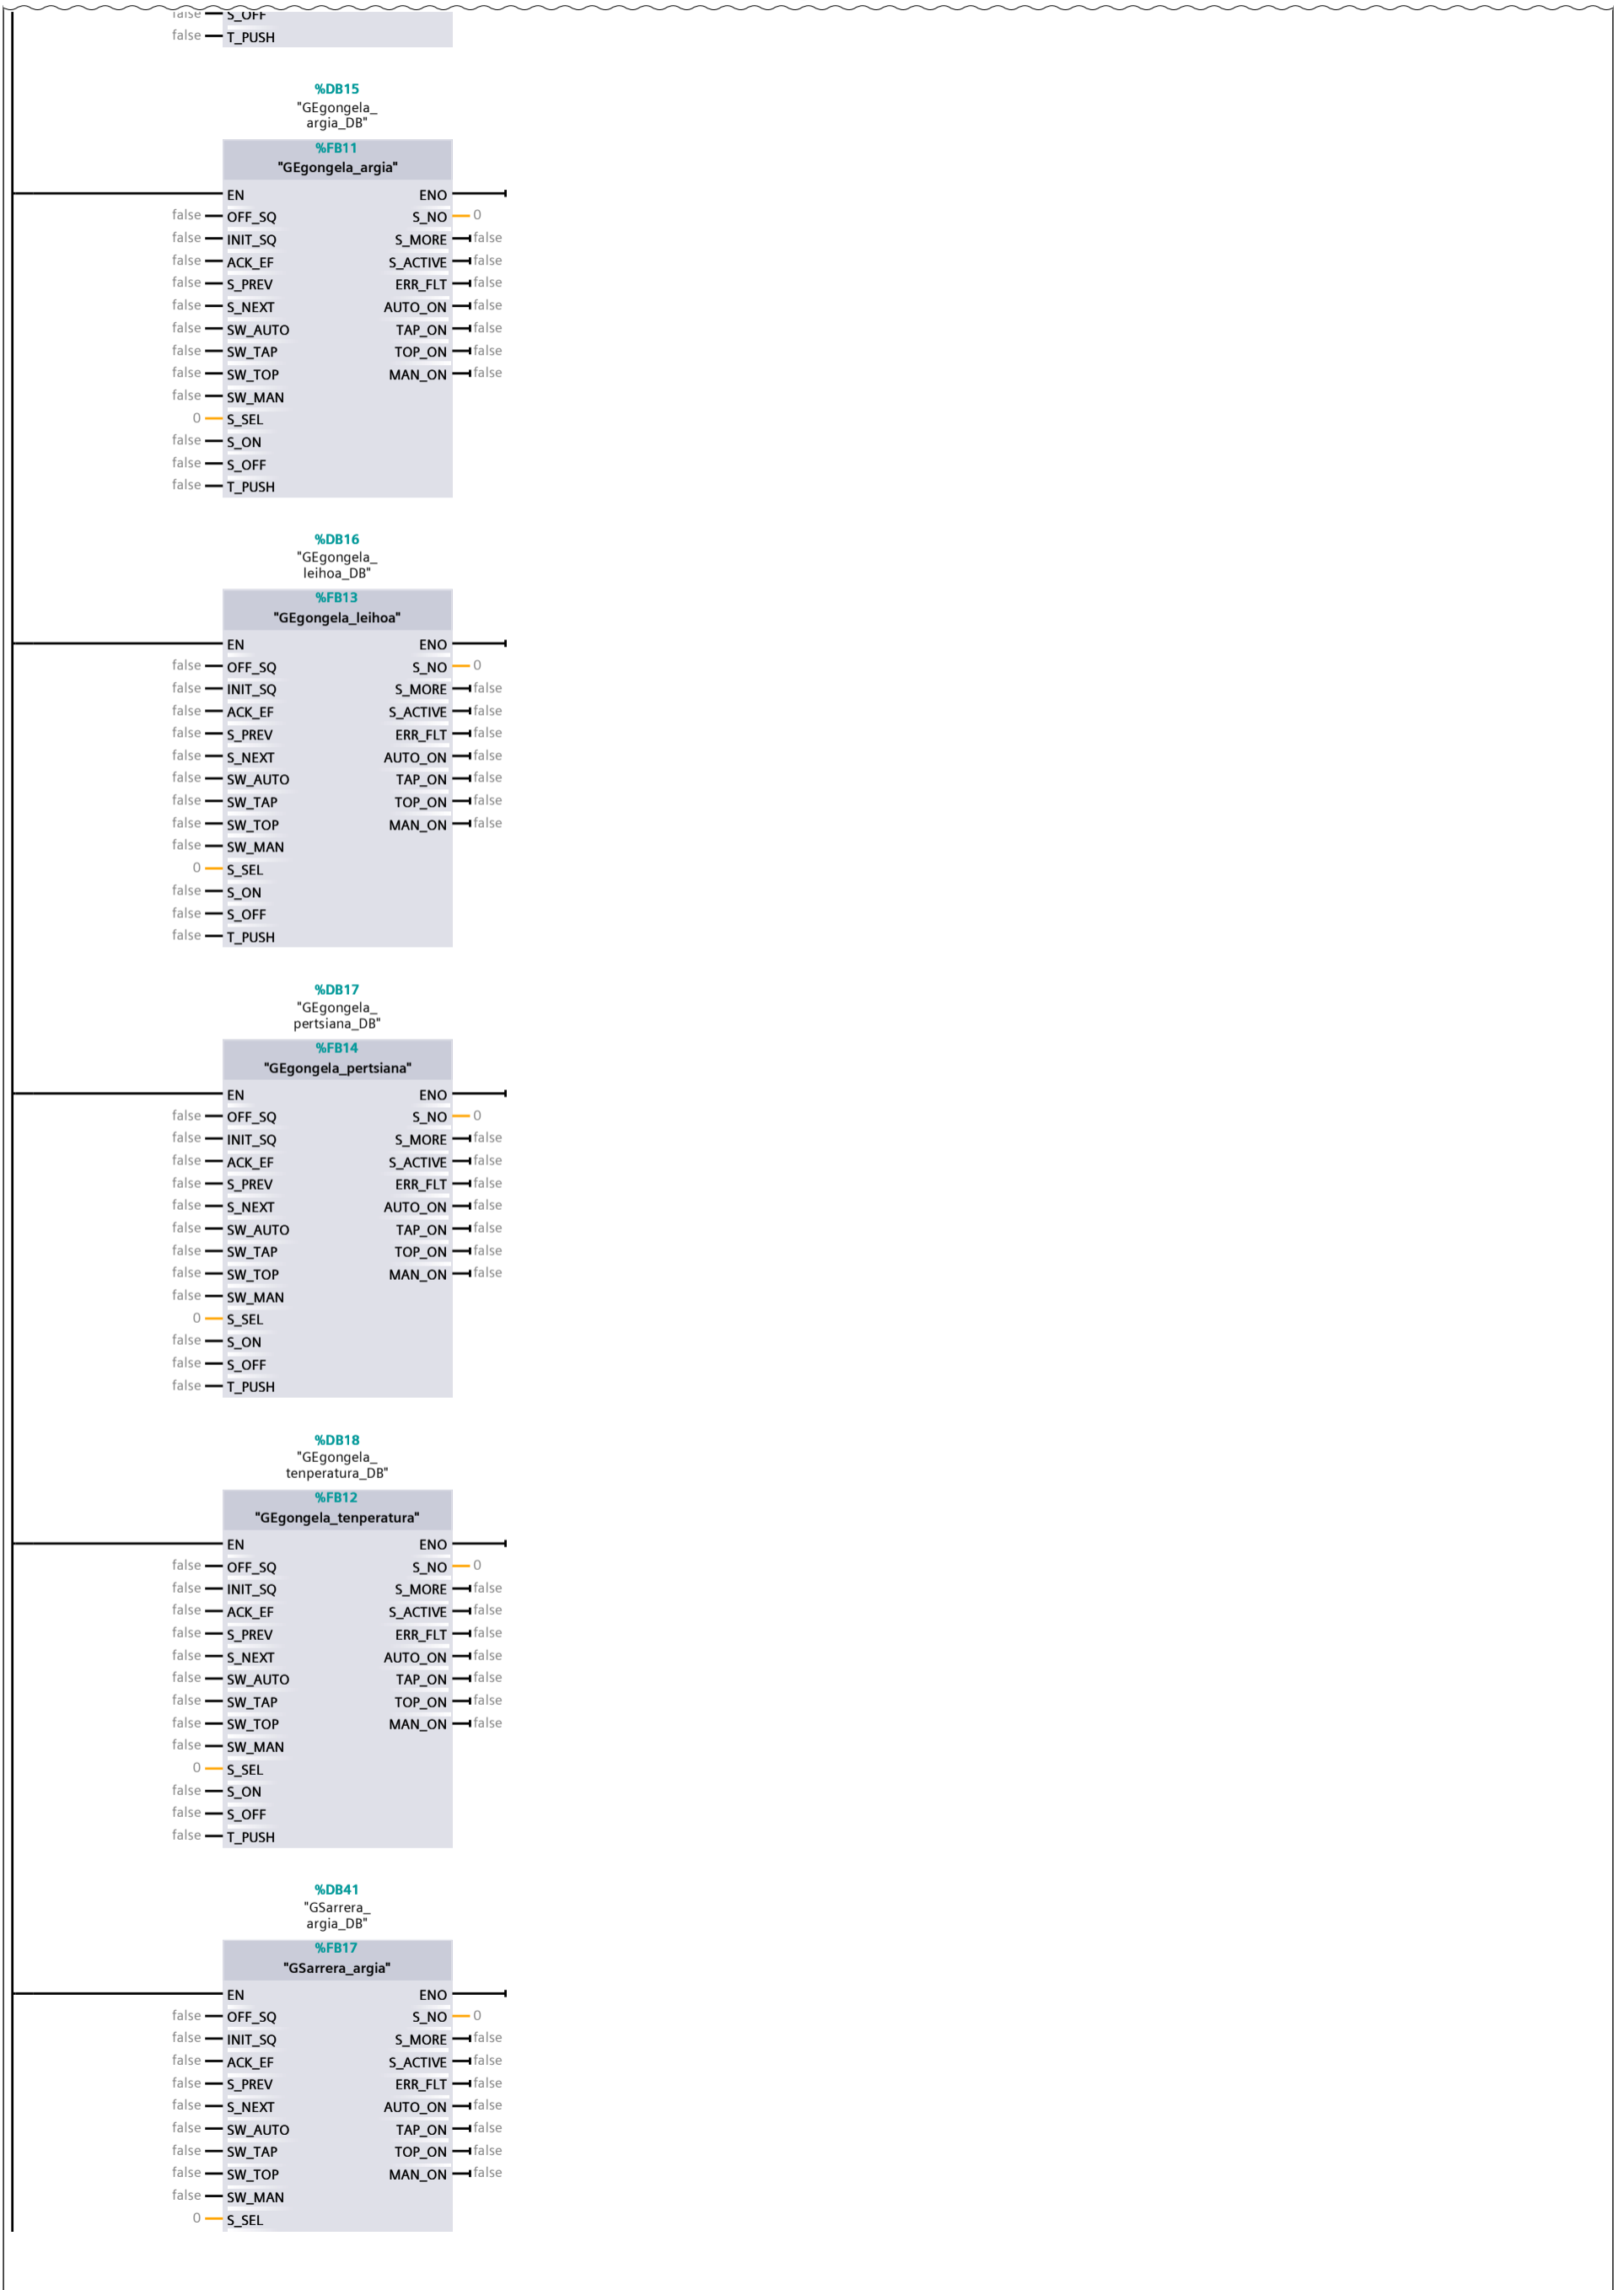 false S_OFF
false T_PUSH
%DB15
"GEgongela_
argia_DB"
%FB11
"GEgongela_argia"
EN ENO
false OFF_SQ S_NO 0
false INIT_SQ S_MORE false
false ACK_EF S_ACTIVE false
false S_PREV ERR_FLT false
false S_NEXT AUTO_ON false
false SW_AUTO TAP_ON false
false SW_TAP TOP_ON false
false SW_TOP MAN_ON false
false SW_MAN
0 S_SEL
false S_ON
false S_OFF
false T_PUSH
%DB16
"GEgongela_
leihoa_DB"
%FB13
"GEgongela_leihoa"
EN ENO
false OFF_SQ S_NO 0
false INIT_SQ S_MORE false
false ACK_EF S_ACTIVE false
false S_PREV ERR_FLT false
false S_NEXT AUTO_ON false
false SW_AUTO TAP_ON false
false SW_TAP TOP_ON false
false SW_TOP MAN_ON false
false SW_MAN
0 S_SEL
false S_ON
false S_OFF
false T_PUSH
%DB17
"GEgongela_
pertsiana_DB"
%FB14
"GEgongela_pertsiana"
EN ENO
false OFF_SQ S_NO 0
false INIT_SQ S_MORE false
false ACK_EF S_ACTIVE false
false S_PREV ERR_FLT false
false S_NEXT AUTO_ON false
false SW_AUTO TAP_ON false
false SW_TAP TOP_ON false
false SW_TOP MAN_ON false
false SW_MAN
0 S_SEL
false S_ON
false S_OFF
false T_PUSH
%DB18
"GEgongela_
tenperatura_DB"
%FB12
"GEgongela_tenperatura"
EN ENO
false OFF_SQ S_NO 0
false INIT_SQ S_MORE false
false ACK_EF S_ACTIVE false
false S_PREV ERR_FLT false
false S_NEXT AUTO_ON false
false SW_AUTO TAP_ON false
false SW_TAP TOP_ON false
false SW_TOP MAN_ON false
false SW_MAN
0 S_SEL
false S_ON
false S_OFF
false T_PUSH
%DB41
"GSarrera_
argia_DB"
%FB17
"GSarrera_argia"
EN ENO
false OFF_SQ S_NO 0
false INIT_SQ S_MORE false
false ACK_EF S_ACTIVE false
false S_PREV ERR_FLT false
false S_NEXT AUTO_ON false
false SW_AUTO TAP_ON false
false SW_TAP TOP_ON false
false SW_TOP MAN_ON false
false SW_MAN
0 S_SEL